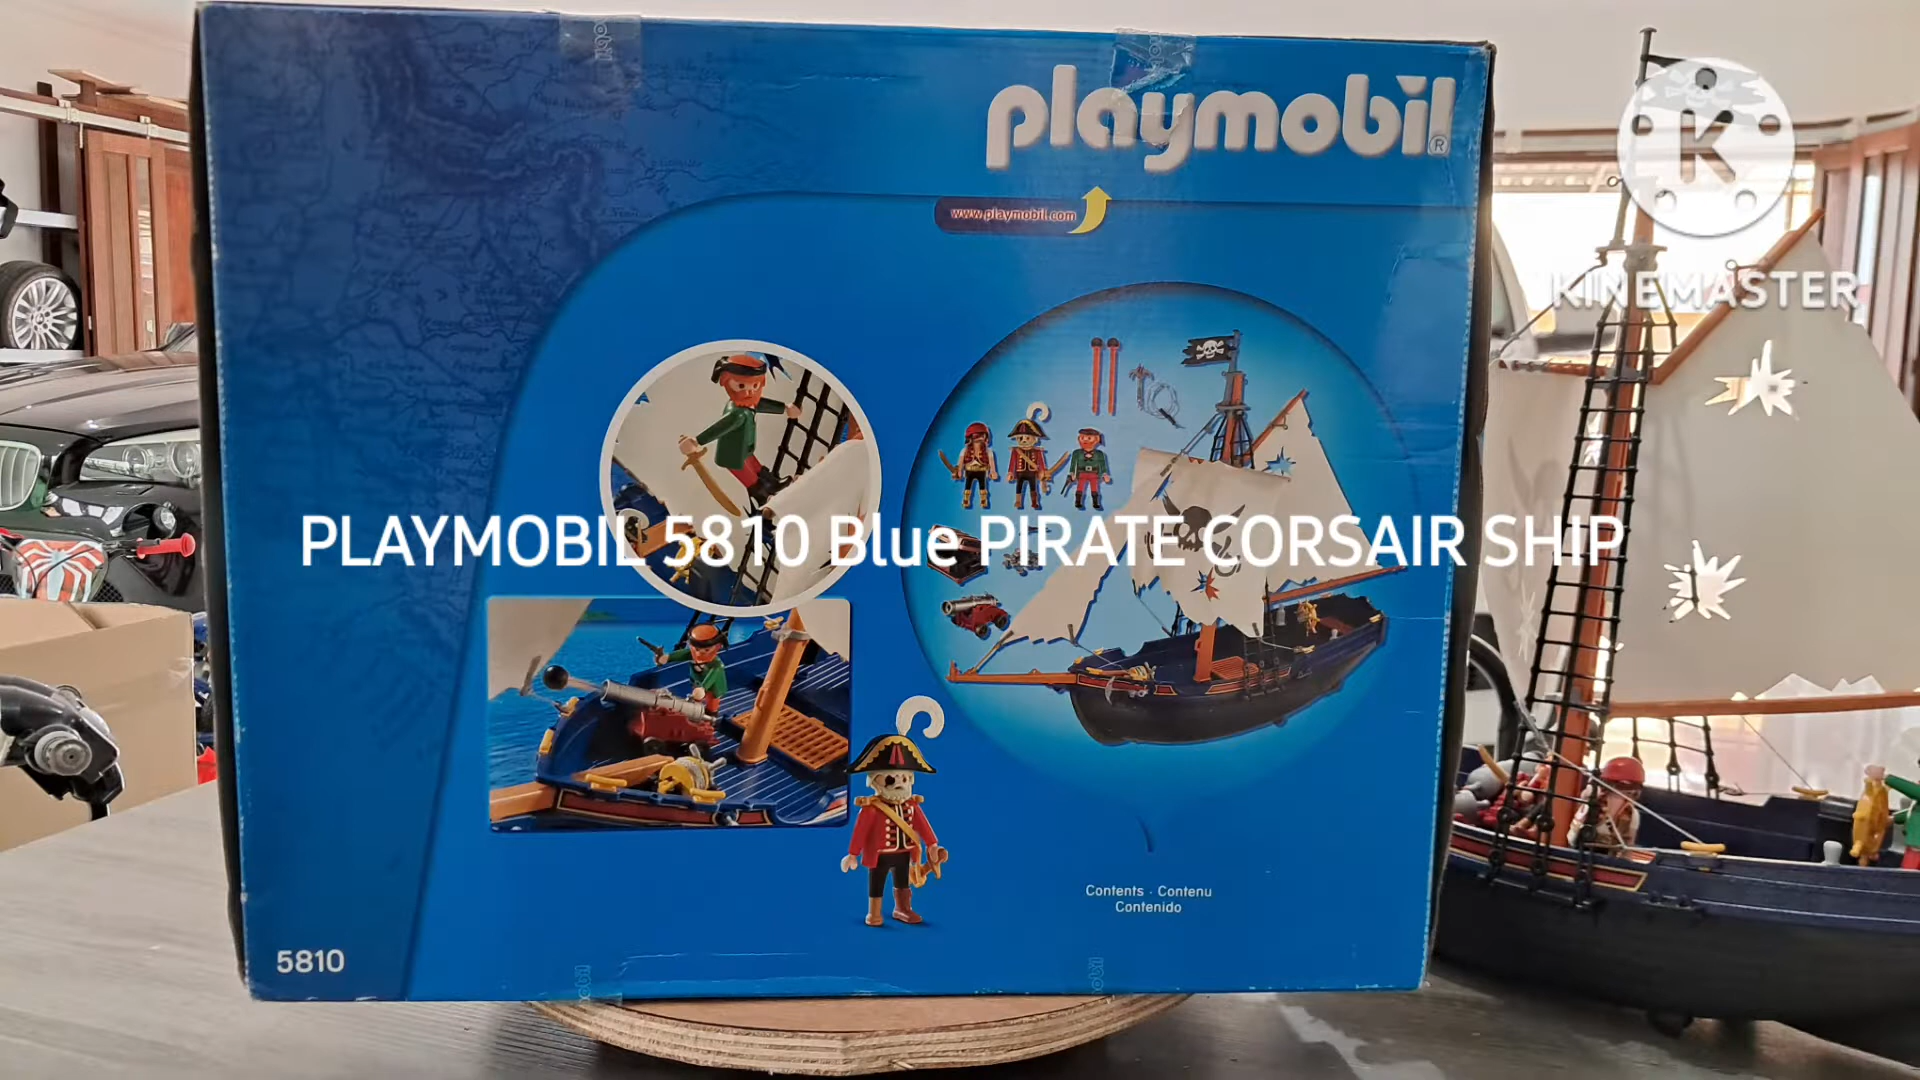 playmobil®
www.playmobil.com
K
KINEMASTER
PLAYMOBIL 5810 Blue PIRATE CORSAIR SHIP
Contents · Contenu
Contenido
5810